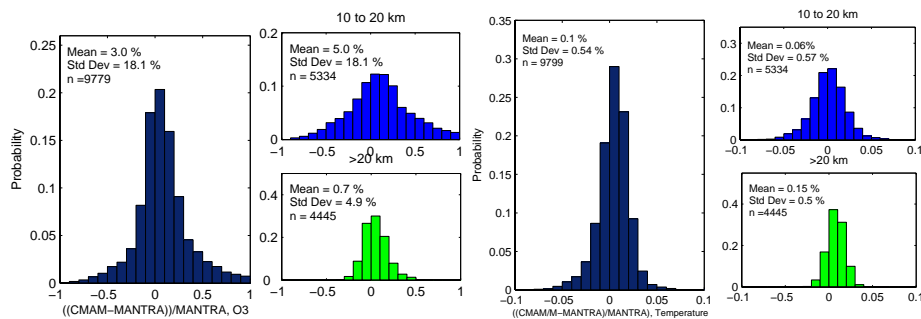 0.26
0.2
0.15
0.1
0.05
0
−1
−0.5
0
0.5
1
Probability
((CMAM−MANTRA))/MANTRA, O3
Mean = 3.0 %
Std Dev = 18.1 %
n =9779
10 to 20 km
Mean = 5.0 %
Std Dev = 18.1 %
n = 5334
0.2
0.1
0
−1
−0.5
0
0.5
1
>20 km
Mean = 0.7 %
Std Dev = 4.9 %
n = 4445
0.4
0.2
0
−1
−0.5
0
0.5
1
0.35
0.3
0.25
0.2
0.15
0.1
0.05
0
−0.1
−0.05
0
0.05
0.1
Probability
((CMAM/M−MANTRA)/MANTRA), Temperature
Mean = 0.1 %
Std Dev = 0.54 %
n = 9799
10 to 20 km
Mean = 0.06%
Std Dev = 0.57 %
n = 5334
0.3
0.2
0.1
0
−0.1
−0.05
0
0.05
0.1
>20 km
Mean = 0.15 %
Std Dev = 0.5 %
n =4445
0.4
0.2
0
−0.1
−0.05
0
0.05
0.1